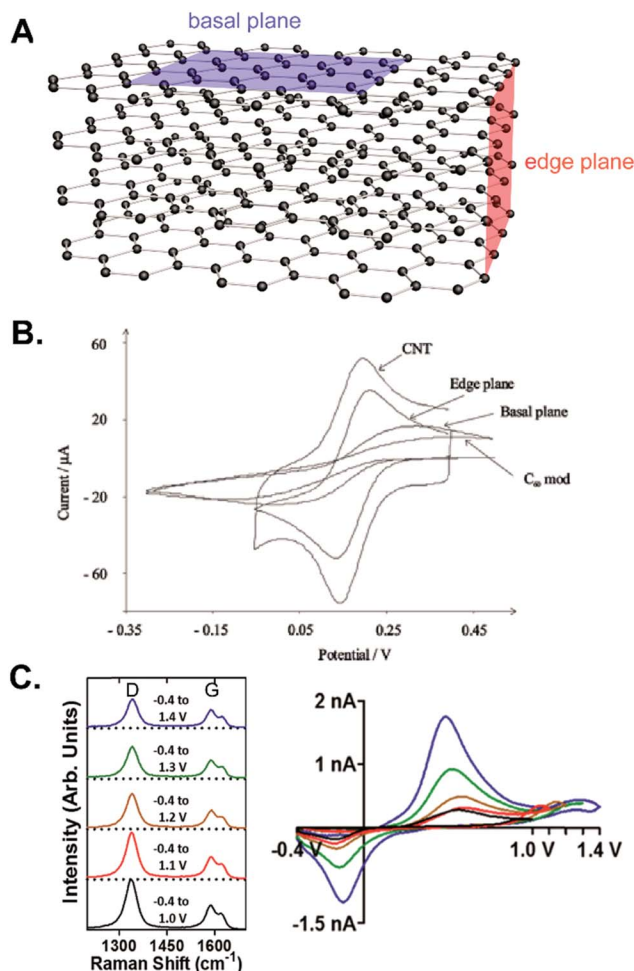 A
basal plane
edge plane
B.
60
20
- 20
- 60
Current / µA
CNT
Edge plane
Basal plane
C₆₀ mod
- 0.35
-0.15
0.05
0.25
0.45
Potential / V
C.
D
G
-0.4 to
1.4 V
-0.4 to
1.3 V
-0.4 to
1.2 V
-0.4 to
1.1 V
-0.4 to
1.0 V
Intensity (Arb. Units)
1300
1450
1600
Raman Shift (cm⁻¹)
2 nA
1 nA
-0.4 V
1.0 V
1.4 V
-1.5 nA